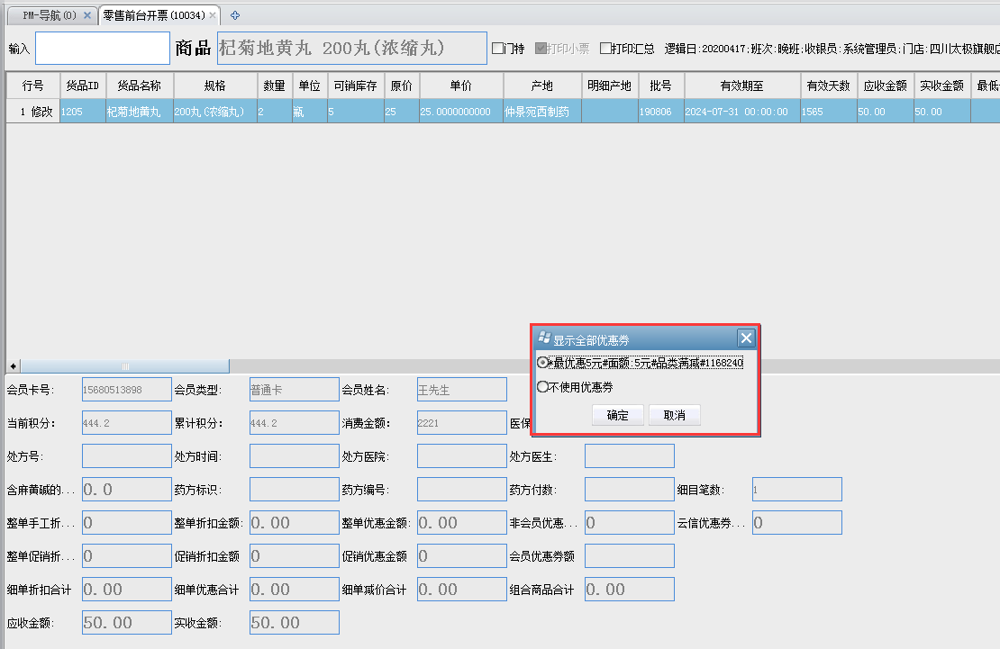 PM-导航(0) 零售前台开票(10034)
输入 商品 杞菊地黄丸 200丸(浓缩丸) 门特 打印小票 打印汇总 逻辑日:20200417;班次:晚班;收银员:系统管理员;门店:四川太极旗舰店
行号 货品ID 货品名称 规格 数量 单位 可销库存 原价 单价 产地 明细产地 批号 有效期至 有效天数 应收金额 实收金额 最低
1 修改 1205 杞菊地黄丸 200丸(浓缩丸) 2 瓶 5 25 25.0000000000 仲景宛西制药 190806 2024-07-31 00:00:00 1565 50.00 50.00
显示全部优惠券
*最优惠5元#面额:5元#品类满减#1168240
不使用优惠券
确定 取消
会员卡号: 15680513898 会员类型: 普通卡 会员姓名: 王先生
当前积分: 444.2 累计积分: 444.2 消费金额: 2221 医保
处方号: 处方时间: 处方医院: 处方医生:
含麻黄碱的... 0.0 药方标识: 药方编号: 药方付数: 细目笔数: 1
整单手工折... 0 整单折扣金额: 0.00 整单优惠金额: 0.00 非会员优惠... 0 云信优惠券... 0
整单促销折... 0 促销折扣金额 0 促销优惠金额 0 会员优惠券额
细单折扣合计 0.00 细单优惠合计 0.00 细单减价合计 0.00 组合商品合计 0.00
应收金额: 50.00 实收金额: 50.00